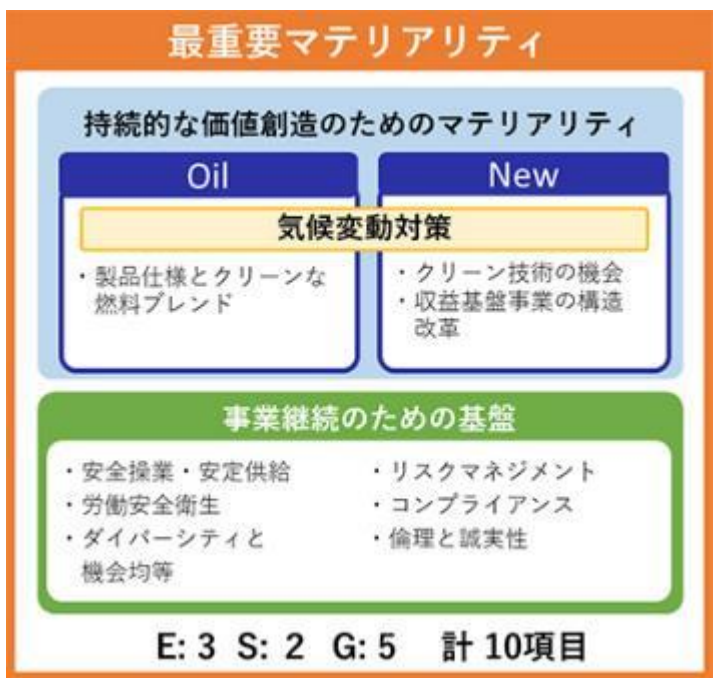 最重要マテリアリティ
持続的な価値創造のためのマテリアリティ
Oil
New
気候変動対策
・製品仕様とクリーンな
燃料ブレンド
・クリーン技術の機会
・収益基盤事業の構造
改革
事業継続のための基盤
・安全操業・安定供給
・労働安全衛生
・ダイバーシティと
機会均等
・リスクマネジメント
・コンプライアンス
・倫理と誠実性
E: 3 S: 2 G: 5 計 10項目